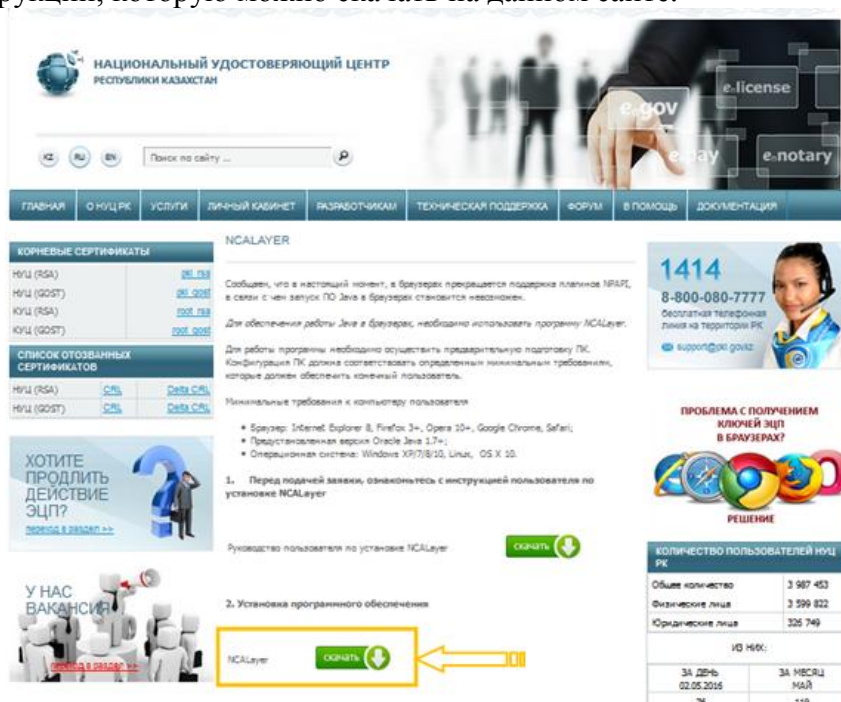 рукции, которую можно скачать на данном сайте.
НАЦИОНАЛЬНЫЙ УДОСТОВЕРЯЮЩИЙ ЦЕНТР
РЕСПУБЛИКИ КАЗАХСТАН
e-gov
e-license
e-pay
e-notary
KZ RU EN Поиск по сайту ...
ГЛАВНАЯ О НУЦ РК УСЛУГИ ЛИЧНЫЙ КАБИНЕТ РАЗРАБОТЧИКАМ ТЕХНИЧЕСКАЯ ПОДДЕРЖКА ФОРУМ В ПОМОЩЬ ДОКУМЕНТАЦИЯ
КОРНЕВЫЕ СЕРТИФИКАТЫ
НУЦ (RSA) pki_rsa
НУЦ (GOST) pki_gost
КУЦ (RSA) root_rsa
КУЦ (GOST) root_gost
СПИСОК ОТОЗВАННЫХ
СЕРТИФИКАТОВ
НУЦ (RSA) CRL Delta CRL
НУЦ (GOST) CRL Delta CRL
ХОТИТЕ
ПРОДЛИТЬ
ДЕЙСТВИЕ
ЭЦП?
переход в раздел >>
У НАС
ВАКАНСИЯ
переход в раздел >>
NCALAYER
Сообщаем, что в настоящий момент, в браузерах прекращается поддержка плагинов NPAPI,
в связи с чем запуск ПО Java в браузерах становится невозможен.
Для обеспечения работы Java в браузерах, необходимо использовать программу NCALayer.
Для работы программы необходимо осуществить предварительную подготовку ПК.
Конфигурация ПК должна соответствовать определенным минимальным требованиям,
которые должен обеспечить конечный пользователь.
Минимальные требования к компьютеру пользователя
Браузер: Internet Explorer 8, Firefox 3+, Opera 10+, Google Chrome, Safari;
Предустановленная версия Oracle Java 1.7+;
Операционная система: Windows XP/7/8/10, Linux, OS X 10.
1. Перед подачей заявки, ознакомьтесь с инструкцией пользователя по
установке NCALayer
Руководство пользователя по установке NCALayer скачать
2. Установка программного обеспечения
NCALayer скачать
1414
8-800-080-7777
бесплатная телефонная
линия на территории РК
support@pki.gov.kz
ПРОБЛЕМА С ПОЛУЧЕНИЕМ
КЛЮЧЕЙ ЭЦП
В БРАУЗЕРАХ?
РЕШЕНИЕ
КОЛИЧЕСТВО ПОЛЬЗОВАТЕЛЕЙ НУЦ
РК
Общее количество 3 987 453
Физические лица 3 599 822
Юридические лица 326 749
ИЗ НИХ:
ЗА ДЕНЬ
02.05.2016
ЗА МЕСЯЦ
МАЙ